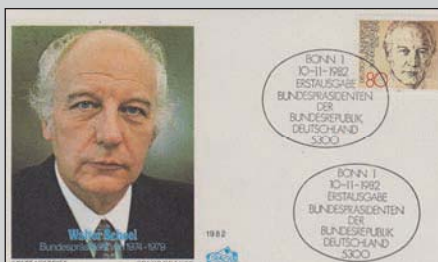 Walter Scheel
Bundespräsident von 1974-1979
1982
80
BONN 1
10-11-1982
ERSTAUSGABE
BUNDESPRÄSIDENTEN
DER
BUNDESREPUBLIK
DEUTSCHLAND
5300
BONN 1
10-11-1982
ERSTAUSGABE
BUNDESPRÄSIDENTEN
DER
BUNDESREPUBLIK
DEUTSCHLAND
5300